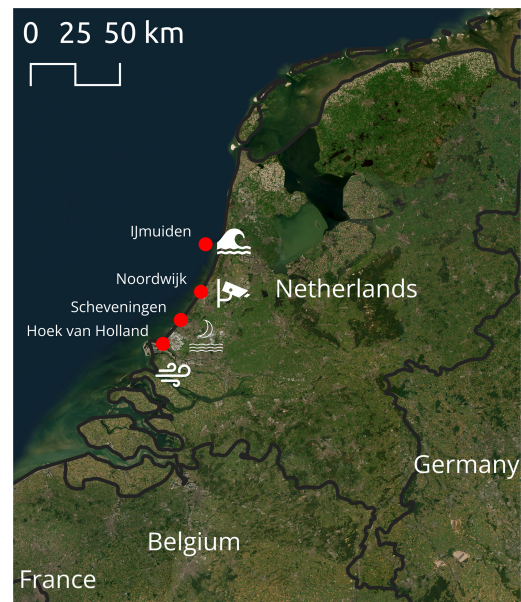 0 25 50 km
IJmuiden
Noordwijk
Netherlands
Scheveningen
Hoek van Holland
Germany
Belgium
France